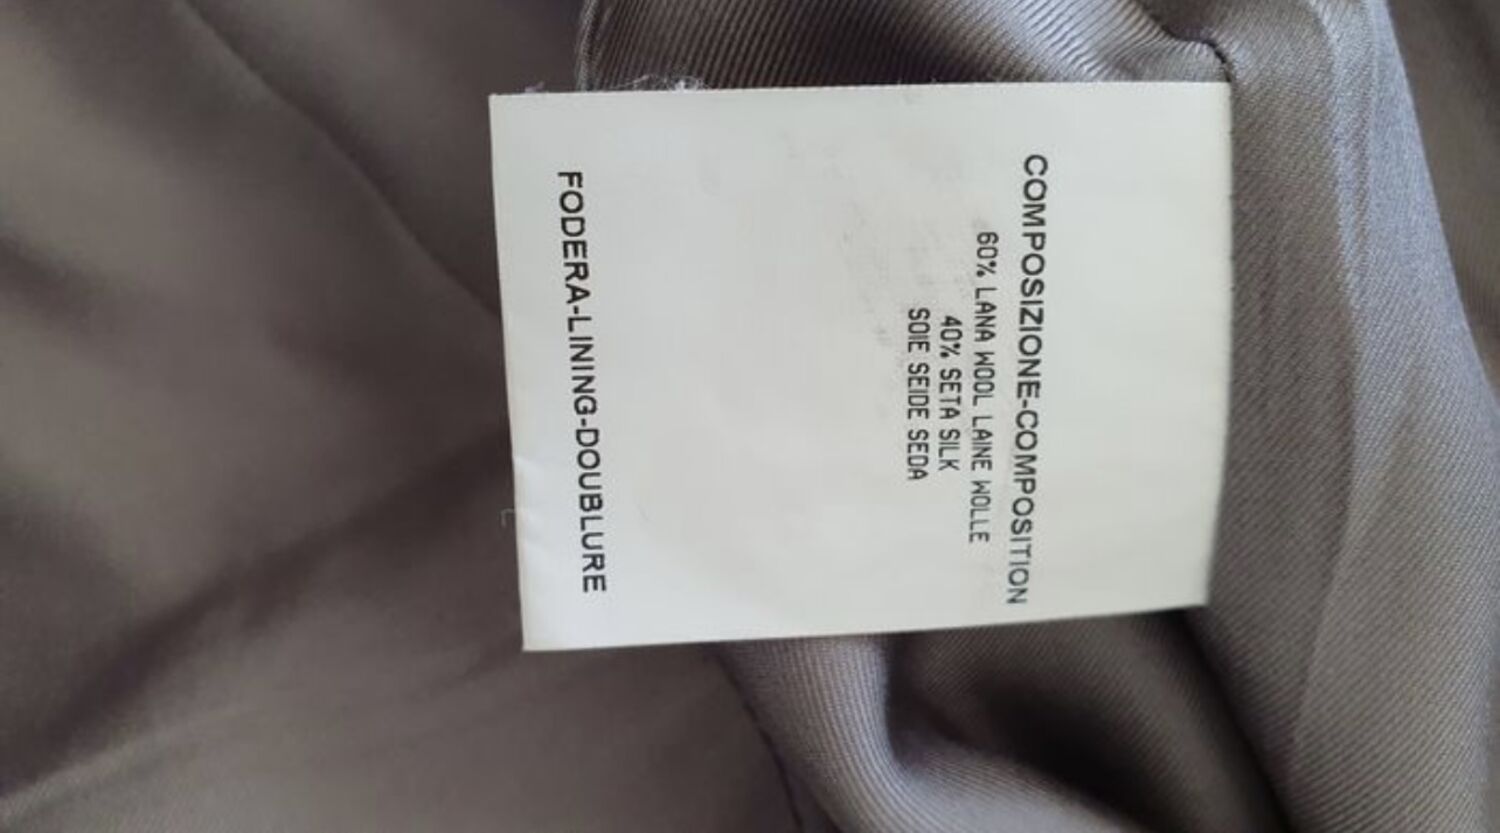 COMPOSIZIONE-COMPOSITION
60% LANA WOOL LAINE WOLLE
40% SETA SILK
SOIE SEIDE SEDA
FODERA-LINING-DOUBLURE